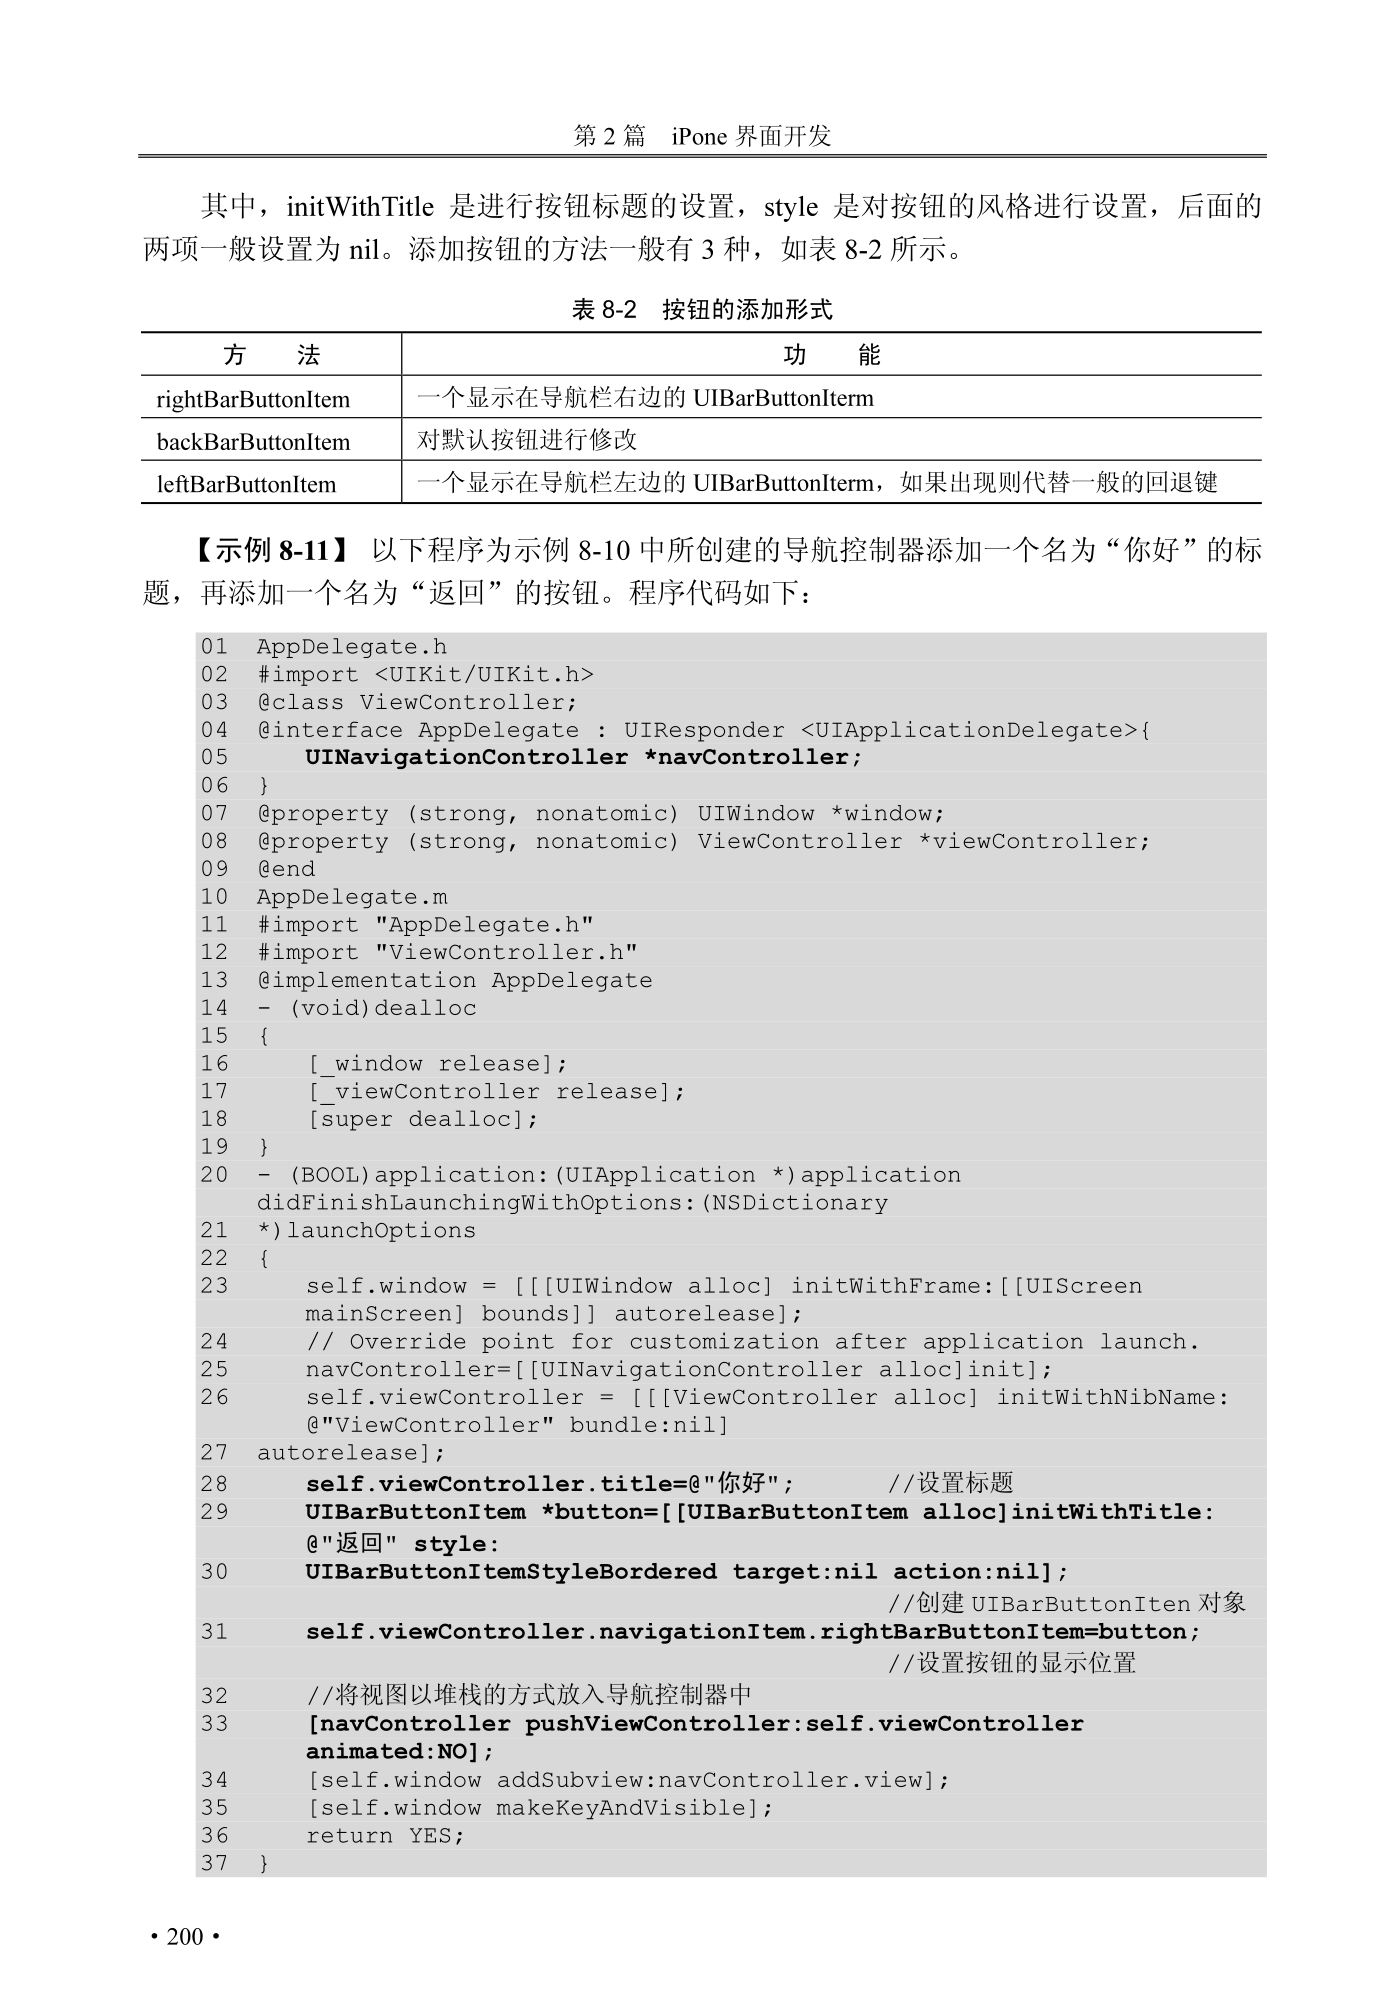 第 2 篇　iPone 界面开发
其中，initWithTitle 是进行按钮标题的设置，style 是对按钮的风格进行设置，后面的
两项一般设置为 nil。添加按钮的方法一般有 3 种，如表 8-2 所示。
表 8-2　按钮的添加形式
方　　法　　功　　能
rightBarButtonItem　一个显示在导航栏右边的 UIBarButtonIterm
backBarButtonItem　对默认按钮进行修改
leftBarButtonItem　一个显示在导航栏左边的 UIBarButtonIterm，如果出现则代替一般的回退键
【示例 8-11】 以下程序为示例 8-10 中所创建的导航控制器添加一个名为“你好”的标
题，再添加一个名为“返回”的按钮。程序代码如下：
01 AppDelegate.h
02 #import <UIKit/UIKit.h>
03 @class ViewController;
04 @interface AppDelegate : UIResponder <UIApplicationDelegate>{
05 UINavigationController *navController;
06 }
07 @property (strong, nonatomic) UIWindow *window;
08 @property (strong, nonatomic) ViewController *viewController;
09 @end
10 AppDelegate.m
11 #import "AppDelegate.h"
12 #import "ViewController.h"
13 @implementation AppDelegate
14 - (void)dealloc
15 {
16 [_window release];
17 [_viewController release];
18 [super dealloc];
19 }
20 - (BOOL)application:(UIApplication *)application
didFinishLaunchingWithOptions:(NSDictionary
21 *)launchOptions
22 {
23 self.window = [[[UIWindow alloc] initWithFrame:[[UIScreen
mainScreen] bounds]] autorelease];
24 // Override point for customization after application launch.
25 navController=[[UINavigationController alloc]init];
26 self.viewController = [[[ViewController alloc] initWithNibName:
@"ViewController" bundle:nil]
27 autorelease];
28 self.viewController.title=@"你好"; //设置标题
29 UIBarButtonItem *button=[[UIBarButtonItem alloc]initWithTitle:
@"返回" style:
30 UIBarButtonItemStyleBordered target:nil action:nil];
//创建 UIBarButtonIten 对象
31 self.viewController.navigationItem.rightBarButtonItem=button;
//设置按钮的显示位置
32 //将视图以堆栈的方式放入导航控制器中
33 [navController pushViewController:self.viewController
animated:NO];
34 [self.window addSubview:navController.view];
35 [self.window makeKeyAndVisible];
36 return YES;
37 }
· 200 ·